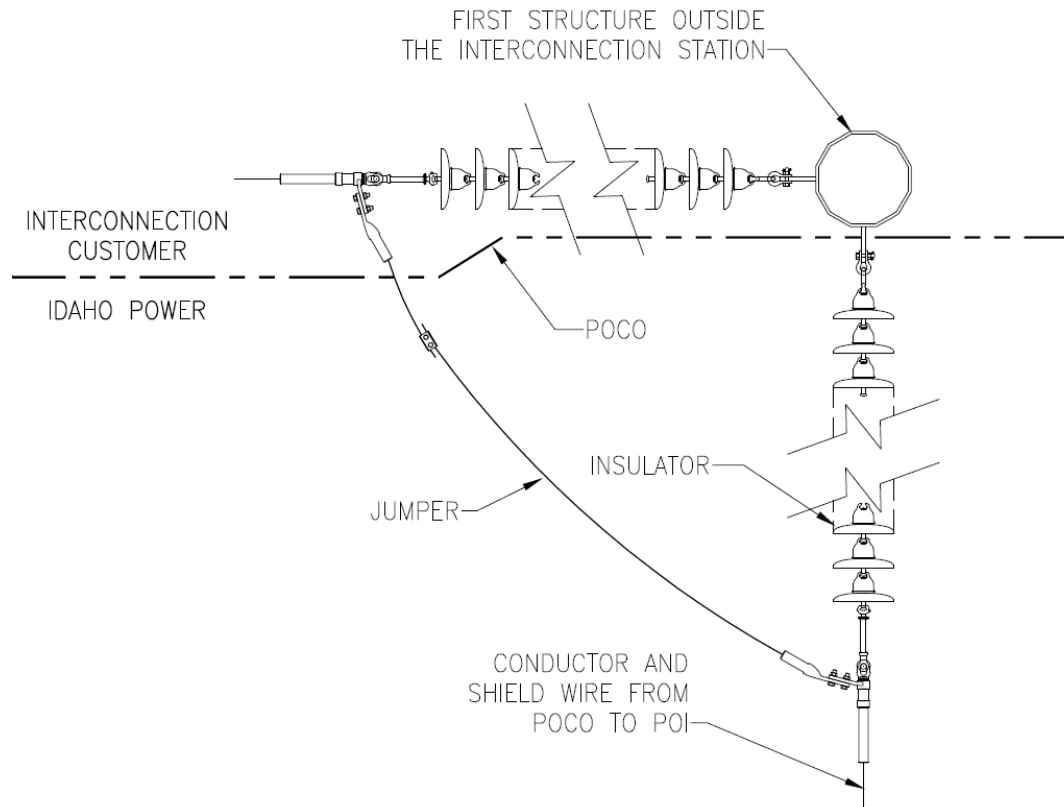 FIRST STRUCTURE OUTSIDE
THE INTERCONNECTION STATION
INTERCONNECTION
CUSTOMER
IDAHO POWER
POCO
INSULATOR
JUMPER
CONDUCTOR AND
SHIELD WIRE FROM
POCO TO POI